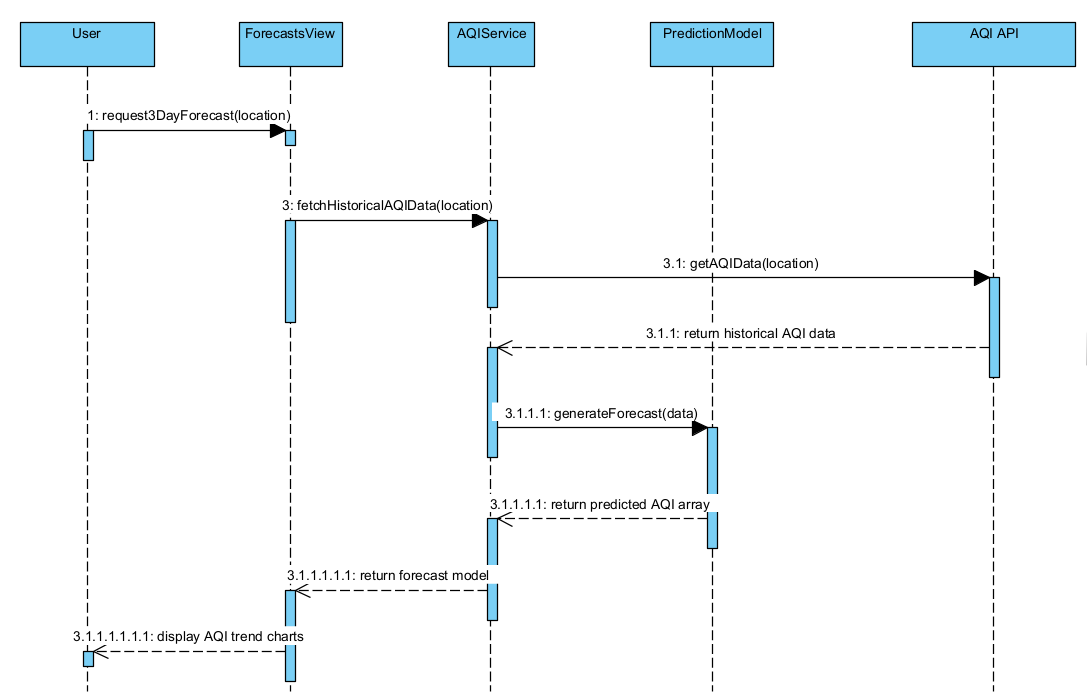 User
ForecastsView
AQIService
PredictionModel
AQI API
1: request3DayForecast(location)
3: fetchHistoricalAQIData(location)
3.1: getAQIData(location)
3.1.1: return historical AQI data
3.1.1.1: generateForecast(data)
3.1.1.1.1: return predicted AQI array
3.1.1.1.1.1: return forecast model
3.1.1.1.1.1.1: display AQI trend charts